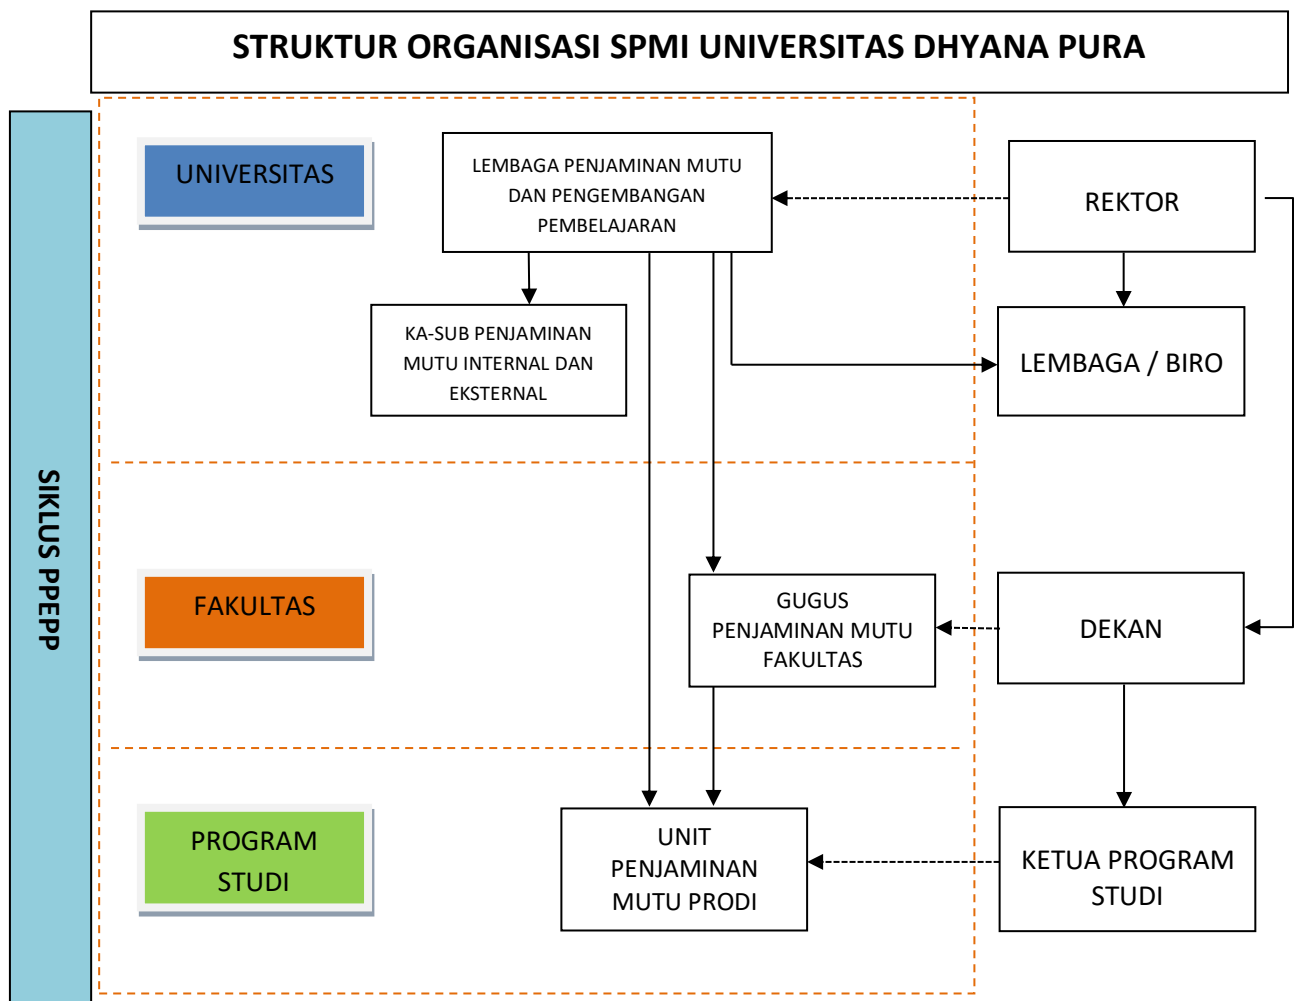 STRUKTUR ORGANISASI SPMI UNIVERSITAS DHYANA PURA
SIKLUS PPEPP
UNIVERSITAS
LEMBAGA PENJAMINAN MUTU
DAN PENGEMBANGAN
PEMBELAJARAN
REKTOR
KA-SUB PENJAMINAN
MUTU INTERNAL DAN
EKSTERNAL
LEMBAGA / BIRO
FAKULTAS
GUGUS
PENJAMINAN MUTU
FAKULTAS
DEKAN
PROGRAM
STUDI
UNIT
PENJAMINAN
MUTU PRODI
KETUA PROGRAM
STUDI